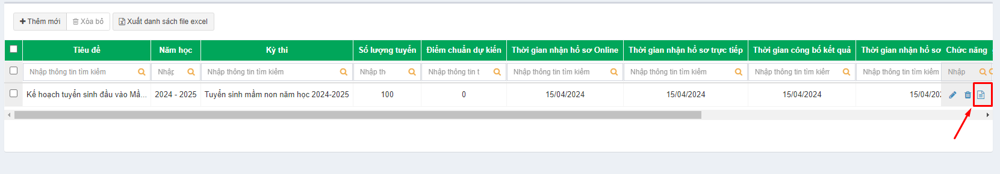 Thêm mới Xóa bỏ Xuất danh sách file excel
Tiêu đề Năm học Kỳ thi Số lượng tuyển Điểm chuẩn dự kiến Thời gian nhận hồ sơ Online Thời gian nhận hồ sơ trực tiếp Thời gian công bố kết quả Thời gian nhận hồ sơ Chức năng
Nhập thông tin tìm kiếm Nhập Nhập thông tin tìm kiếm Nhập th Nhập thông tin t Nhập thông tin tìm kiếm Nhập thông tin tìm kiếm Nhập thông tin tìm kiếm Nhập thông tin tìm kiếm Nhập
Kế hoạch tuyển sinh đầu vào Mầ... 2024 - 2025 Tuyển sinh mầm non năm học 2024-2025 100 0 15/04/2024 15/04/2024 15/04/2024 15/04/202